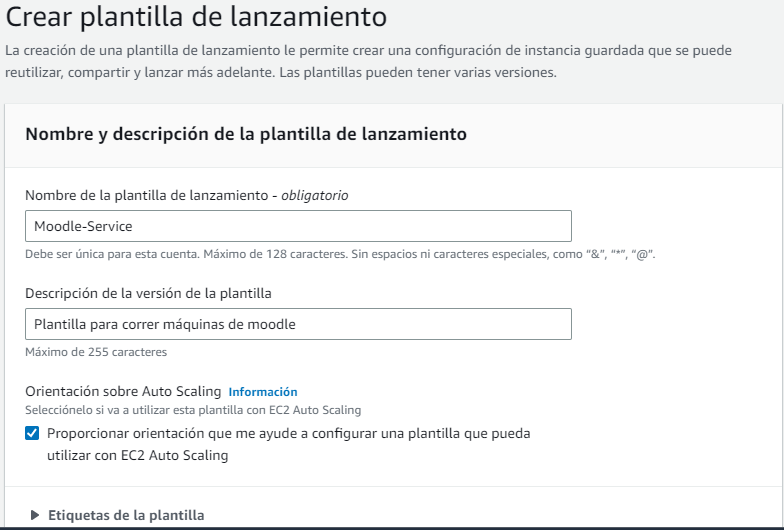 Crear plantilla de lanzamiento
La creación de una plantilla de lanzamiento le permite crear una configuración de instancia guardada que se puede
reutilizar, compartir y lanzar más adelante. Las plantillas pueden tener varias versiones.
Nombre y descripción de la plantilla de lanzamiento
Nombre de la plantilla de lanzamiento - obligatorio
Moodle-Service
Debe ser única para esta cuenta. Máximo de 128 caracteres. Sin espacios ni caracteres especiales, como “&”, “*”, “@”.
Descripción de la versión de la plantilla
Plantilla para correr máquinas de moodle
Máximo de 255 caracteres
Orientación sobre Auto Scaling Información
Selecciónelo si va a utilizar esta plantilla con EC2 Auto Scaling
Proporcionar orientación que me ayude a configurar una plantilla que pueda
utilizar con EC2 Auto Scaling
Etiquetas de la plantilla